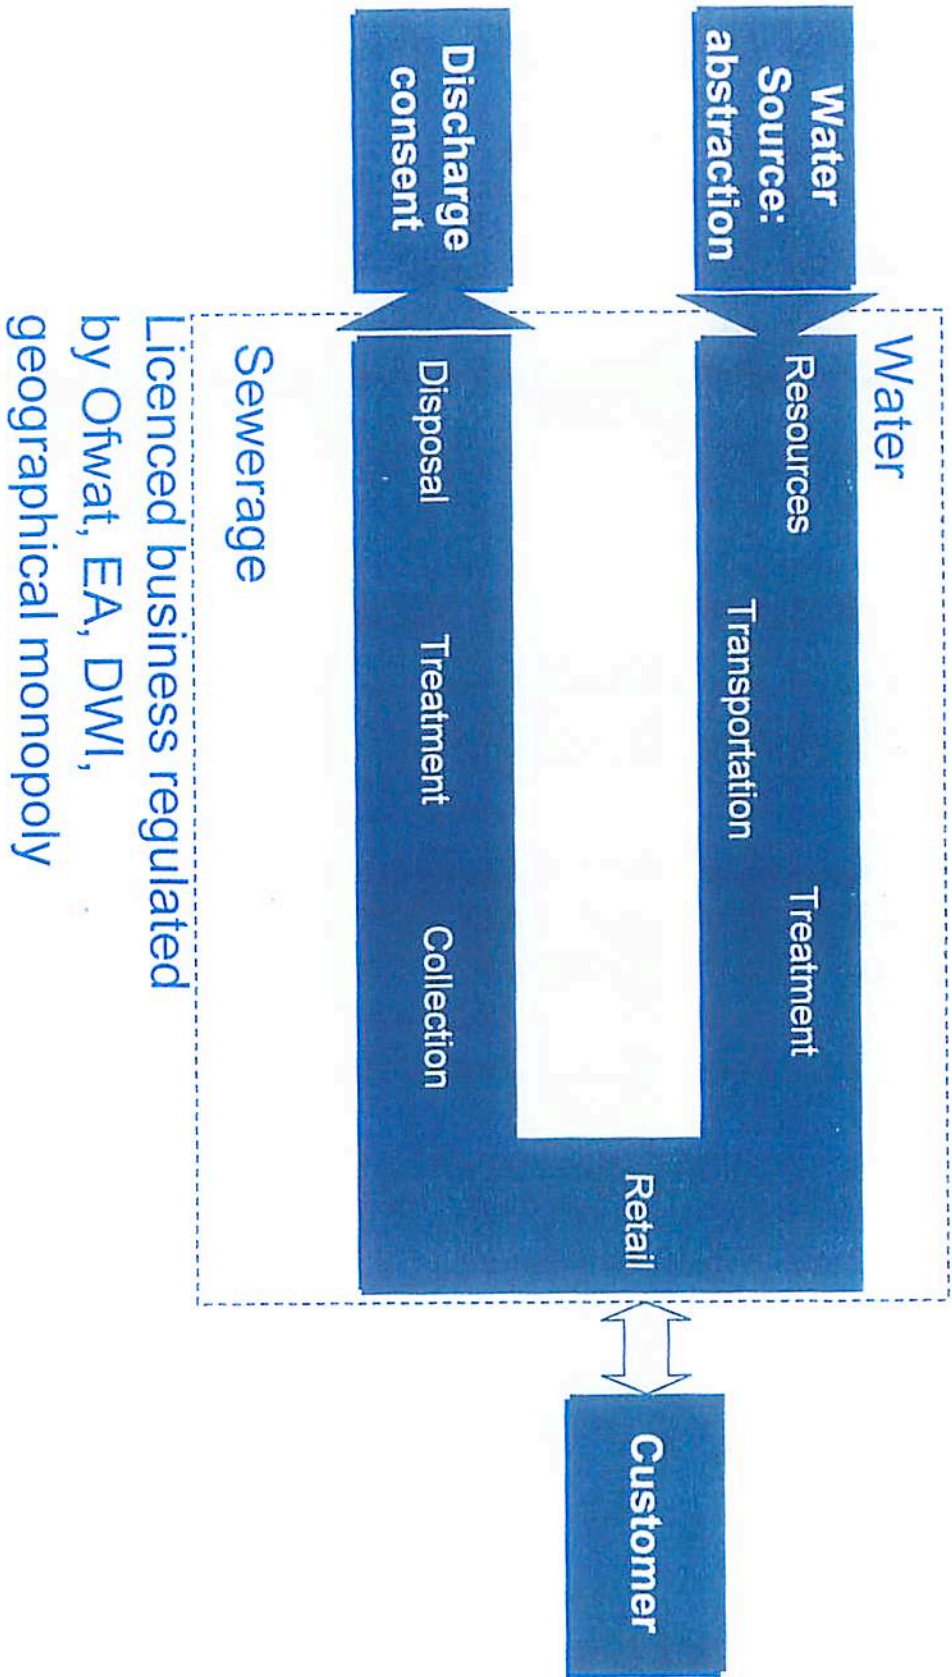 Water
Water
Source:
abstraction
Resources
Transportation
Treatment
Retail
Customer
Discharge
consent
Disposal
Treatment
Collection
Sewerage
Licenced business regulated
by Ofwat, EA, DWI,
geographical monopoly